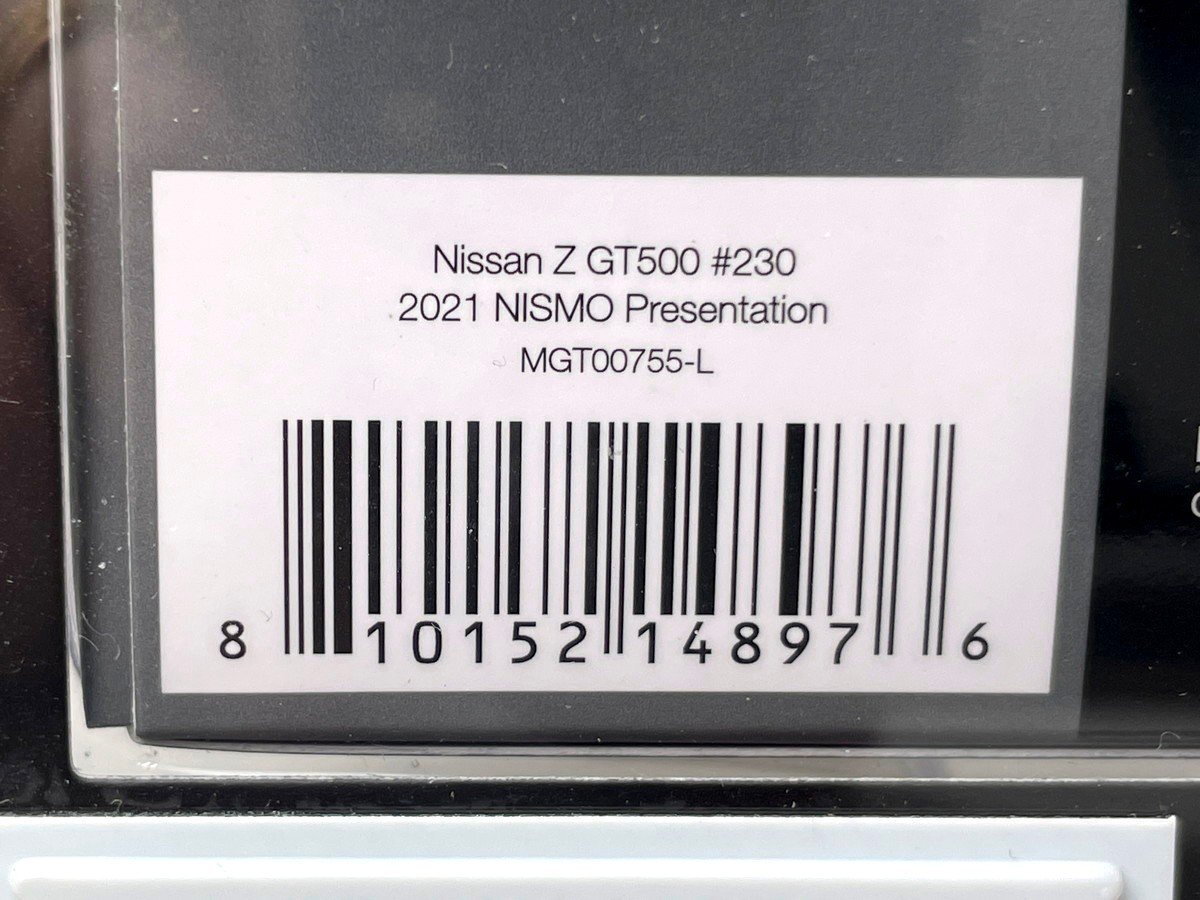 Nissan Z GT500 #230
2021 NISMO Presentation
MGT00755-L
8 10152 14897 6